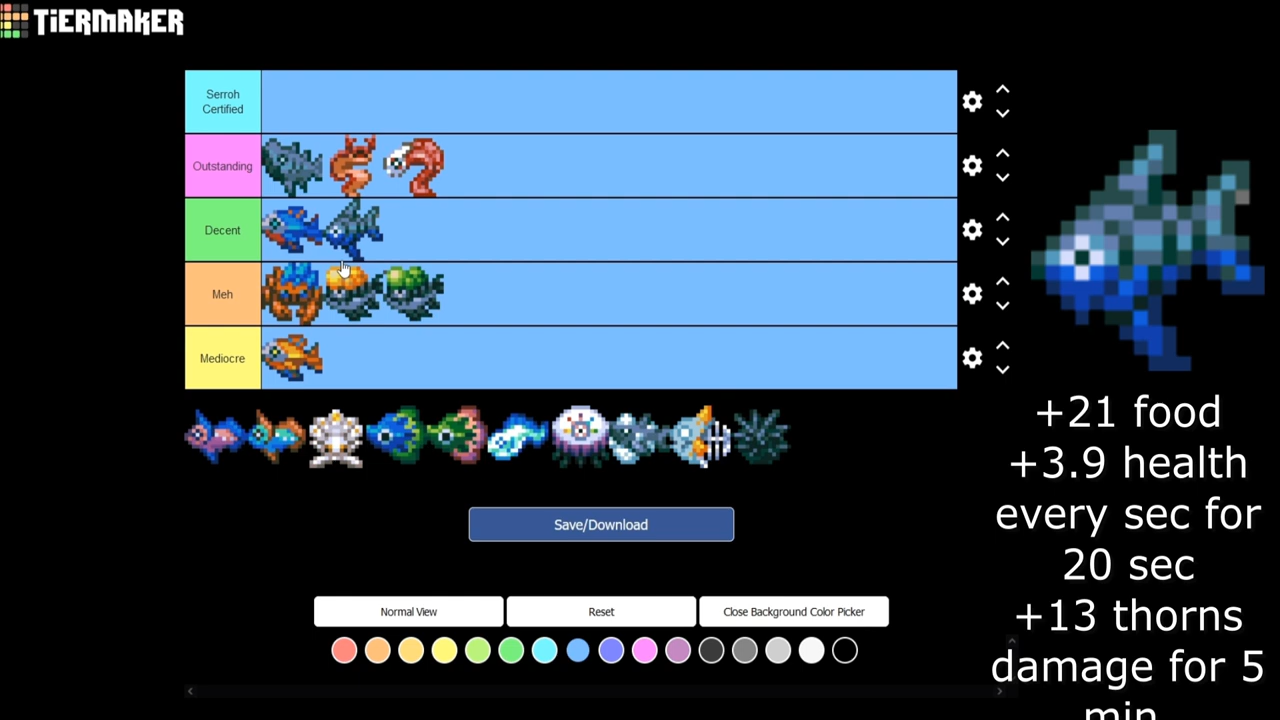 TIERMAKER
Serroh
Certified
Outstanding
Decent
Meh
Mediocre
Save/Download
Normal View
Reset
Close Background Color Picker
+21 food
+3.9 health
every sec for
20 sec
+13 thorns
damage for 5
min